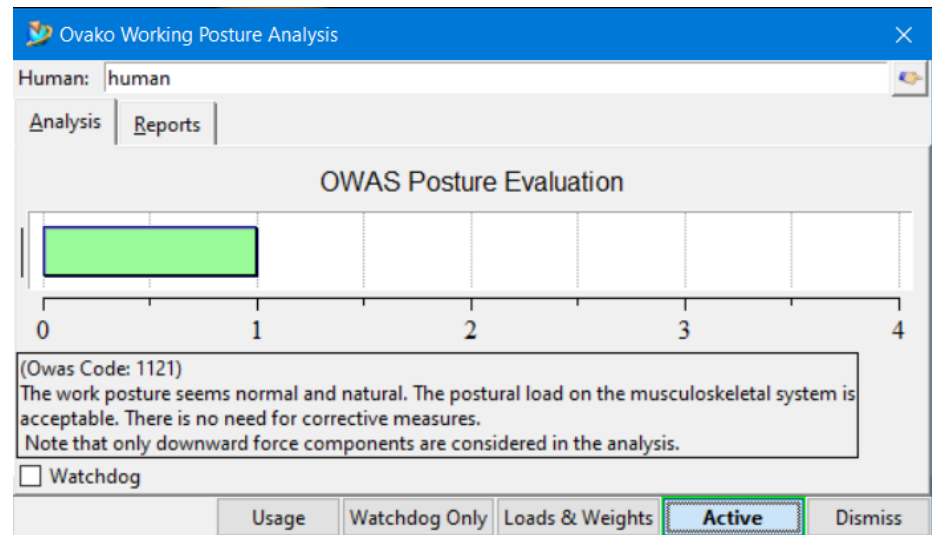 Ovako Working Posture Analysis
Human: human
Analysis Reports
OWAS Posture Evaluation
0 1 2 3 4
(Owas Code: 1121)
The work posture seems normal and natural. The postural load on the musculoskeletal system is
acceptable. There is no need for corrective measures.
Note that only downward force components are considered in the analysis.
Watchdog
Usage Watchdog Only Loads & Weights Active Dismiss